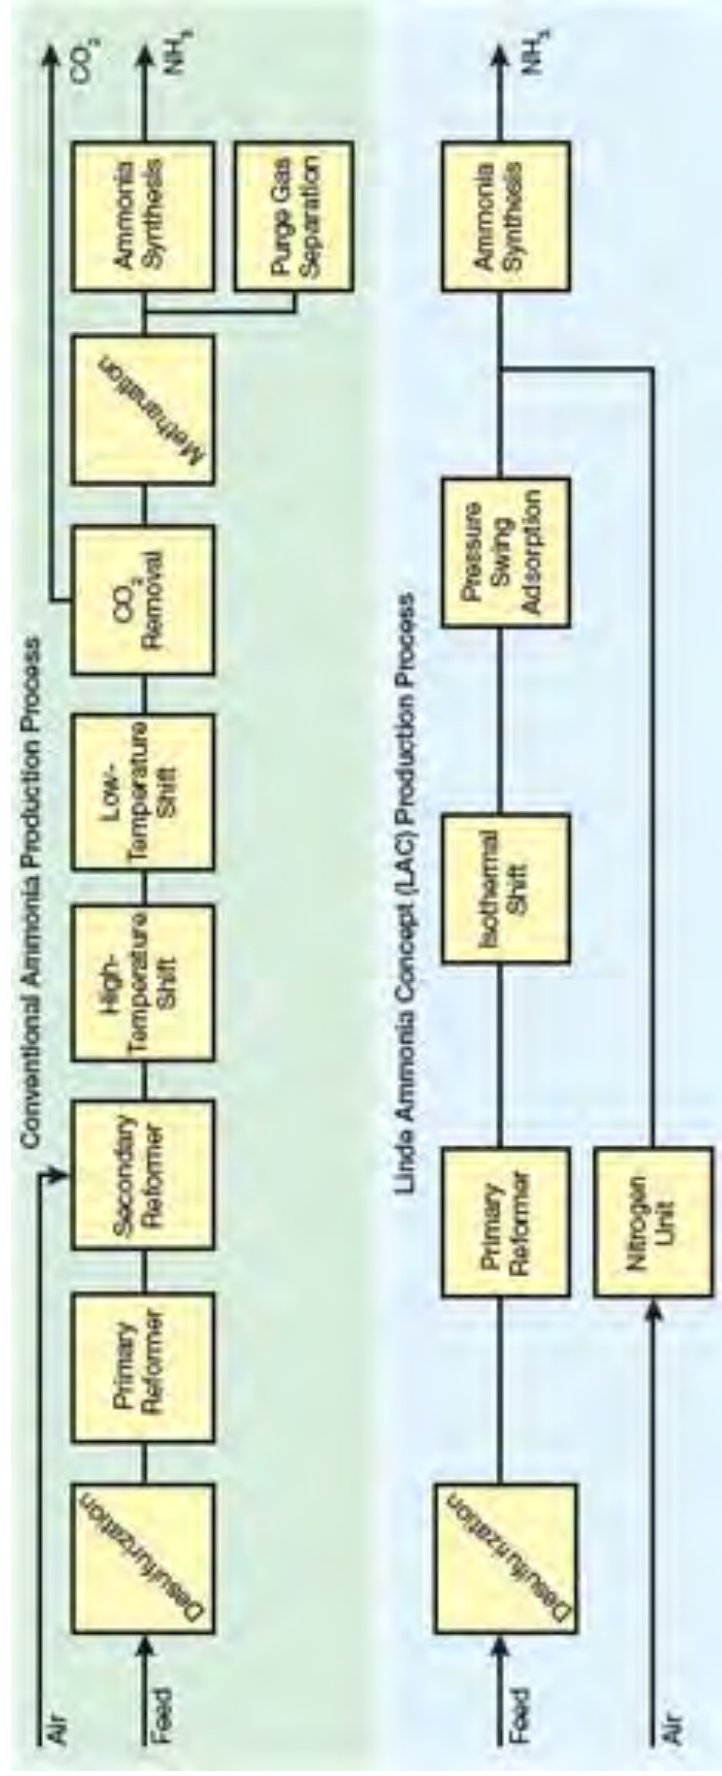 Conventional Ammonia Production Process
Air
Feed
Desulfurization
Primary
Reformer
Secondary
Reformer
High-
Temperature
Shift
Low-
Temperature
Shift
CO2
Removal
Methanation
Ammonia
Synthesis
Purge Gas
Separation
CO2
NH3
Linde Ammonia Concept (LAC) Production Process
Feed
Desulfurization
Primary
Reformer
Isothermal
Shift
Pressure
Swing
Adsorption
Ammonia
Synthesis
NH3
Air
Nitrogen
Unit